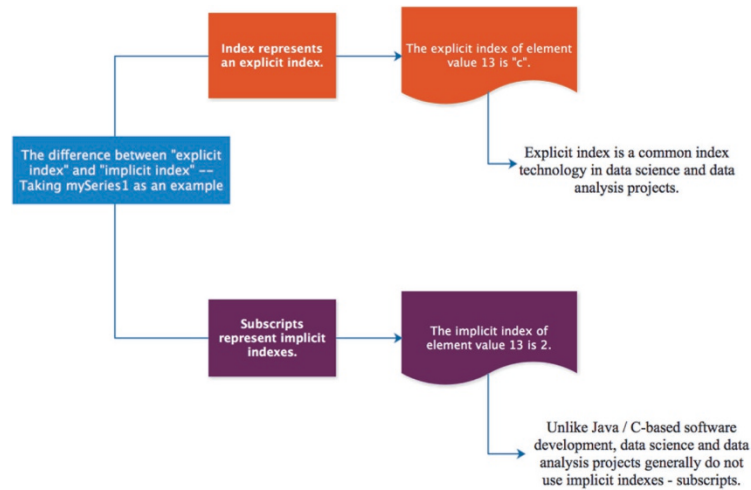 The difference between "explicit
index" and "implicit index" --
Taking mySeries1 as an example
Index represents
an explicit index.
The explicit index of element
value 13 is "c".
Explicit index is a common index
technology in data science and data
analysis projects.
Subscripts
represent implicit
indexes.
The implicit index of
element value 13 is 2.
Unlike Java / C-based software
development, data science and data
analysis projects generally do not
use implicit indexes - subscripts.